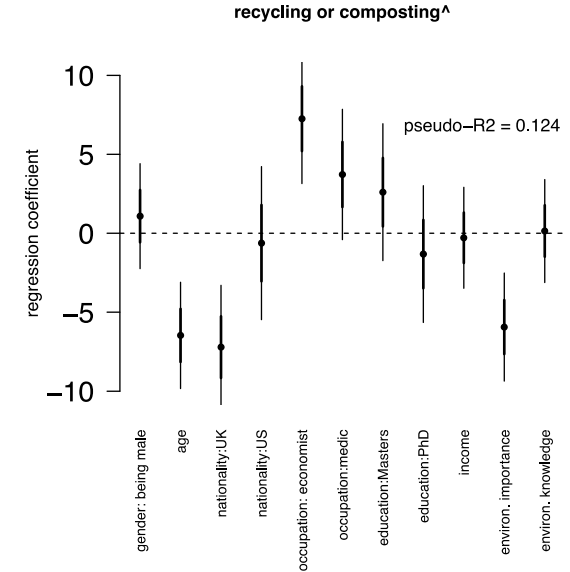 recycling or composting^
pseudo−R2 = 0.124
regression coefficient
10
5
0
−5
−10
gender: being male
age
nationality:UK
nationality:US
occupation: economist
occupation:medic
education:Masters
education:PhD
income
environ. importance
environ. knowledge